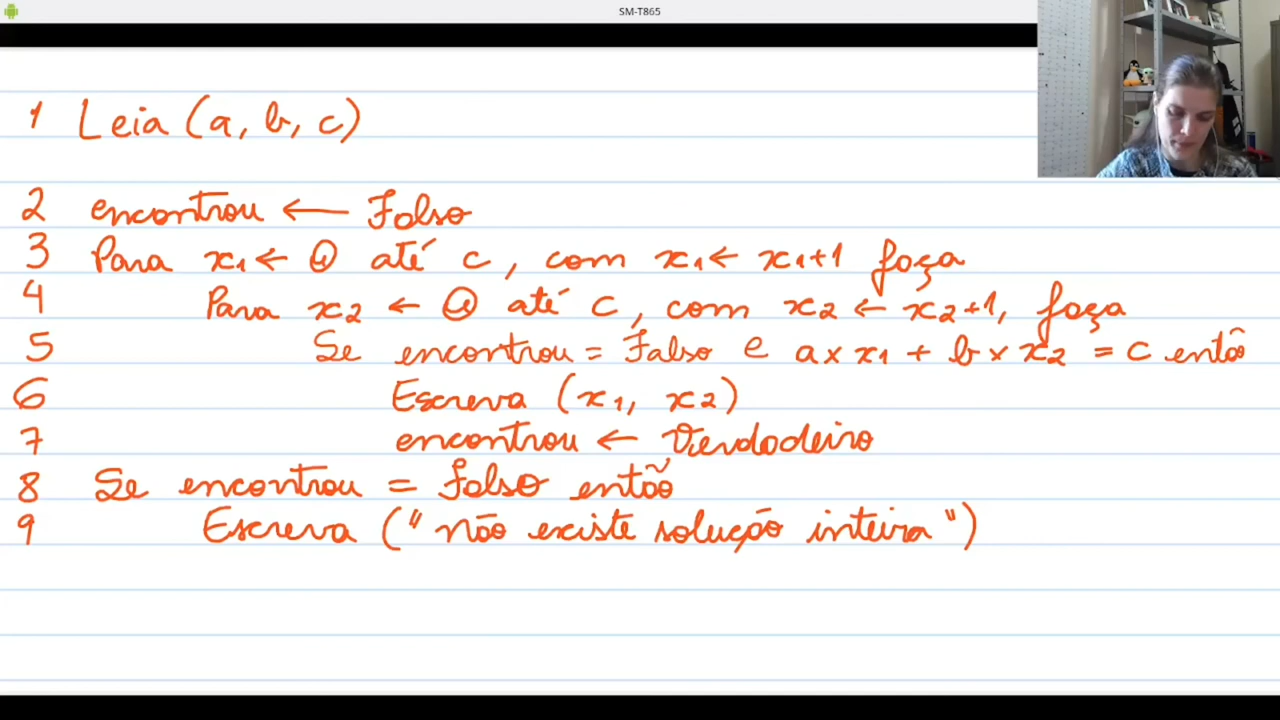 SM-T865
1 Leia (a, b, c)
2 encontrou ← Falso
3 Para x1 ← 0 até c, com x1 ← x1+1 faça
4 Para x2 ← 0 até c, com x2 ← x2+1, faça
5 Se encontrou = Falso e a x x1 + b x x2 = c então
6 Escreva (x1, x2)
7 encontrou ← Verdadeiro
8 Se encontrou = Falso então
9 Escreva ("não existe solução inteira")